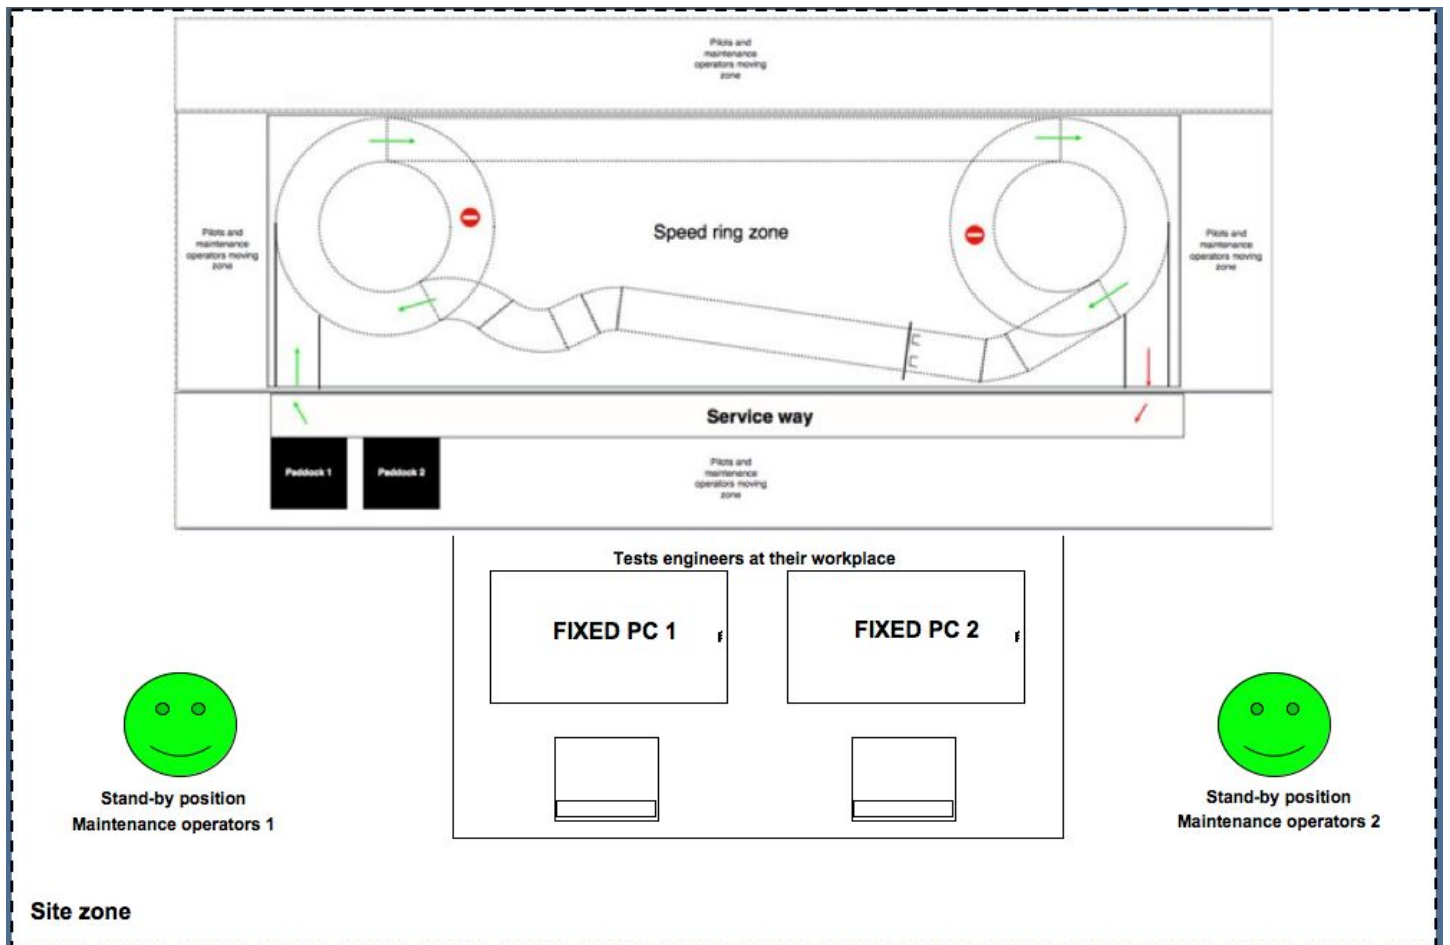 Pilots and
maintenance
operators moving
zone
Pilots and
maintenance
operators moving
zone
Speed ring zone
Pilots and
maintenance
operators moving
zone
Service way
Paddock 1
Paddock 2
Pilots and
maintenance
operators moving
zone
Tests engineers at their workplace
FIXED PC 1
FIXED PC 2
Stand-by position
Maintenance operators 1
Stand-by position
Maintenance operators 2
Site zone